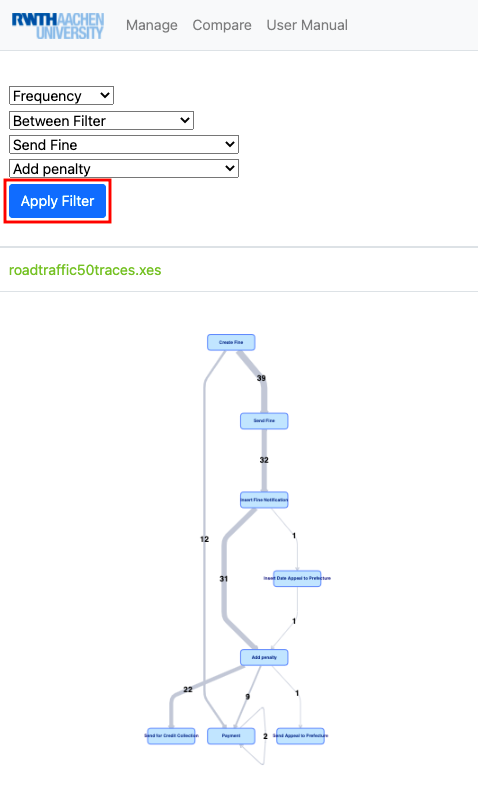 RWTHAACHEN
UNIVERSITY
Manage Compare User Manual
Frequency
Between Filter
Send Fine
Add penalty
Apply Filter
roadtraffic50traces.xes
Create Fine
39
Send Fine
32
Insert Fine Notification
1
12
31
Insert Date Appeal to Prefecture
1
Add penalty
22
9
1
Send for Credit Collection
Payment
2
Send Appeal to Prefecture